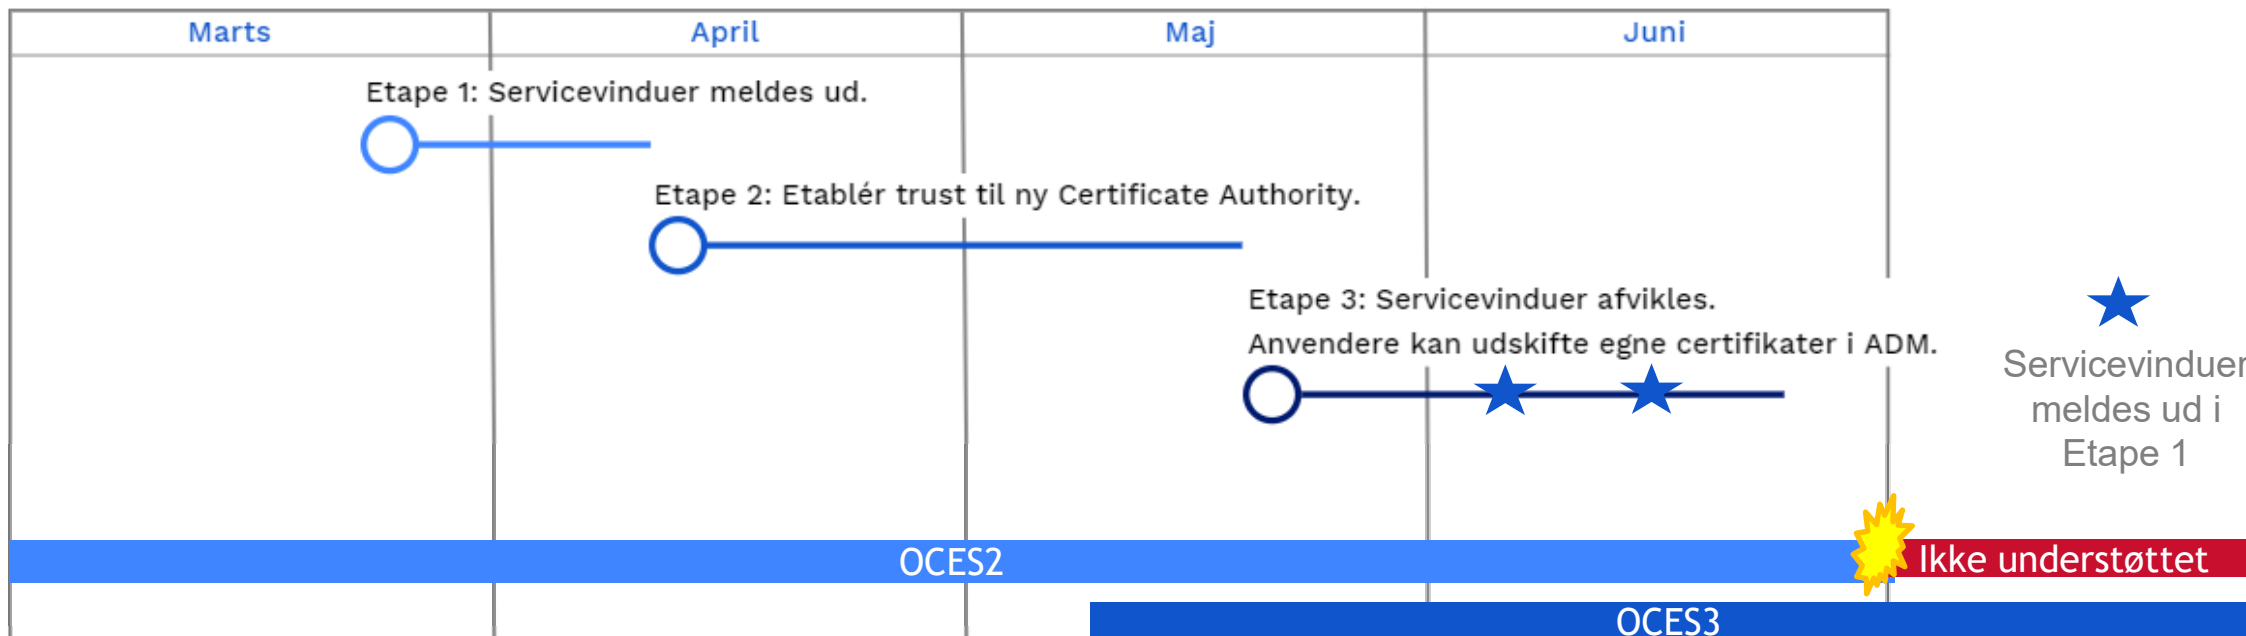 Marts
April
Maj
Juni
Etape 1: Servicevinduer meldes ud.
Etape 2: Etablér trust til ny Certificate Authority.
Etape 3: Servicevinduer afvikles.
Anvendere kan udskifte egne certifikater i ADM.
Servicevinduer
meldes ud i
Etape 1
OCES2
Ikke understøttet
OCES3